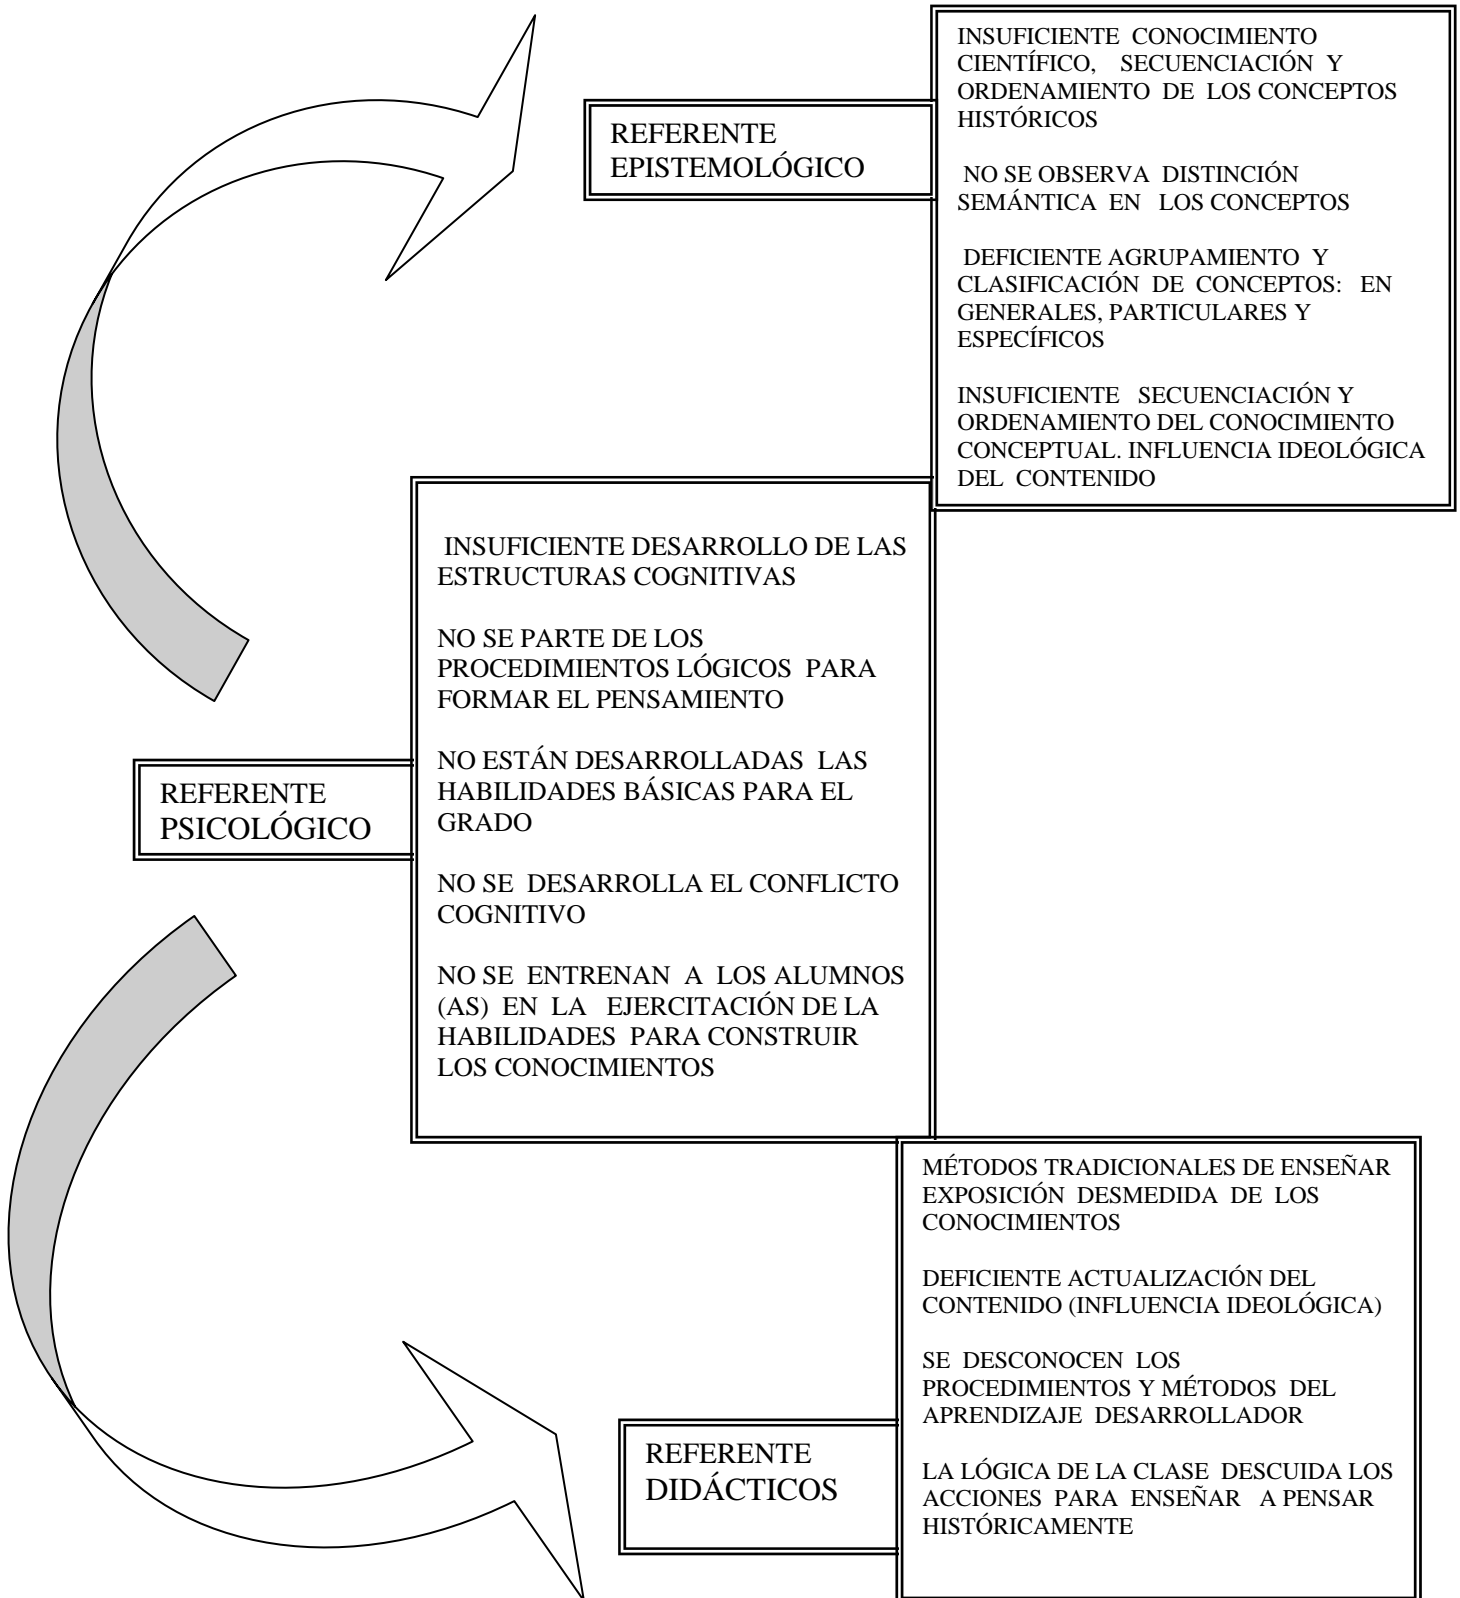 REFERENTE
EPISTEMOLÓGICO
INSUFICIENTE CONOCIMIENTO
CIENTÍFICO, SECUENCIACIÓN Y
ORDENAMIENTO DE LOS CONCEPTOS
HISTÓRICOS
NO SE OBSERVA DISTINCIÓN
SEMÁNTICA EN LOS CONCEPTOS
DEFICIENTE AGRUPAMIENTO Y
CLASIFICACIÓN DE CONCEPTOS: EN
GENERALES, PARTICULARES Y
ESPECÍFICOS
INSUFICIENTE SECUENCIACIÓN Y
ORDENAMIENTO DEL CONOCIMIENTO
CONCEPTUAL. INFLUENCIA IDEOLÓGICA
DEL CONTENIDO
REFERENTE
PSICOLÓGICO
INSUFICIENTE DESARROLLO DE LAS
ESTRUCTURAS COGNITIVAS
NO SE PARTE DE LOS
PROCEDIMIENTOS LÓGICOS PARA
FORMAR EL PENSAMIENTO
NO ESTÁN DESARROLLADAS LAS
HABILIDADES BÁSICAS PARA EL
GRADO
NO SE DESARROLLA EL CONFLICTO
COGNITIVO
NO SE ENTRENAN A LOS ALUMNOS
(AS) EN LA EJERCITACIÓN DE LA
HABILIDADES PARA CONSTRUIR
LOS CONOCIMIENTOS
REFERENTE
DIDÁCTICOS
MÉTODOS TRADICIONALES DE ENSEÑAR
EXPOSICIÓN DESMEDIDA DE LOS
CONOCIMIENTOS
DEFICIENTE ACTUALIZACIÓN DEL
CONTENIDO (INFLUENCIA IDEOLÓGICA)
SE DESCONOCEN LOS
PROCEDIMIENTOS Y MÉTODOS DEL
APRENDIZAJE DESARROLLADOR
LA LÓGICA DE LA CLASE DESCUIDA LOS
ACCIONES PARA ENSEÑAR A PENSAR
HISTÓRICAMENTE